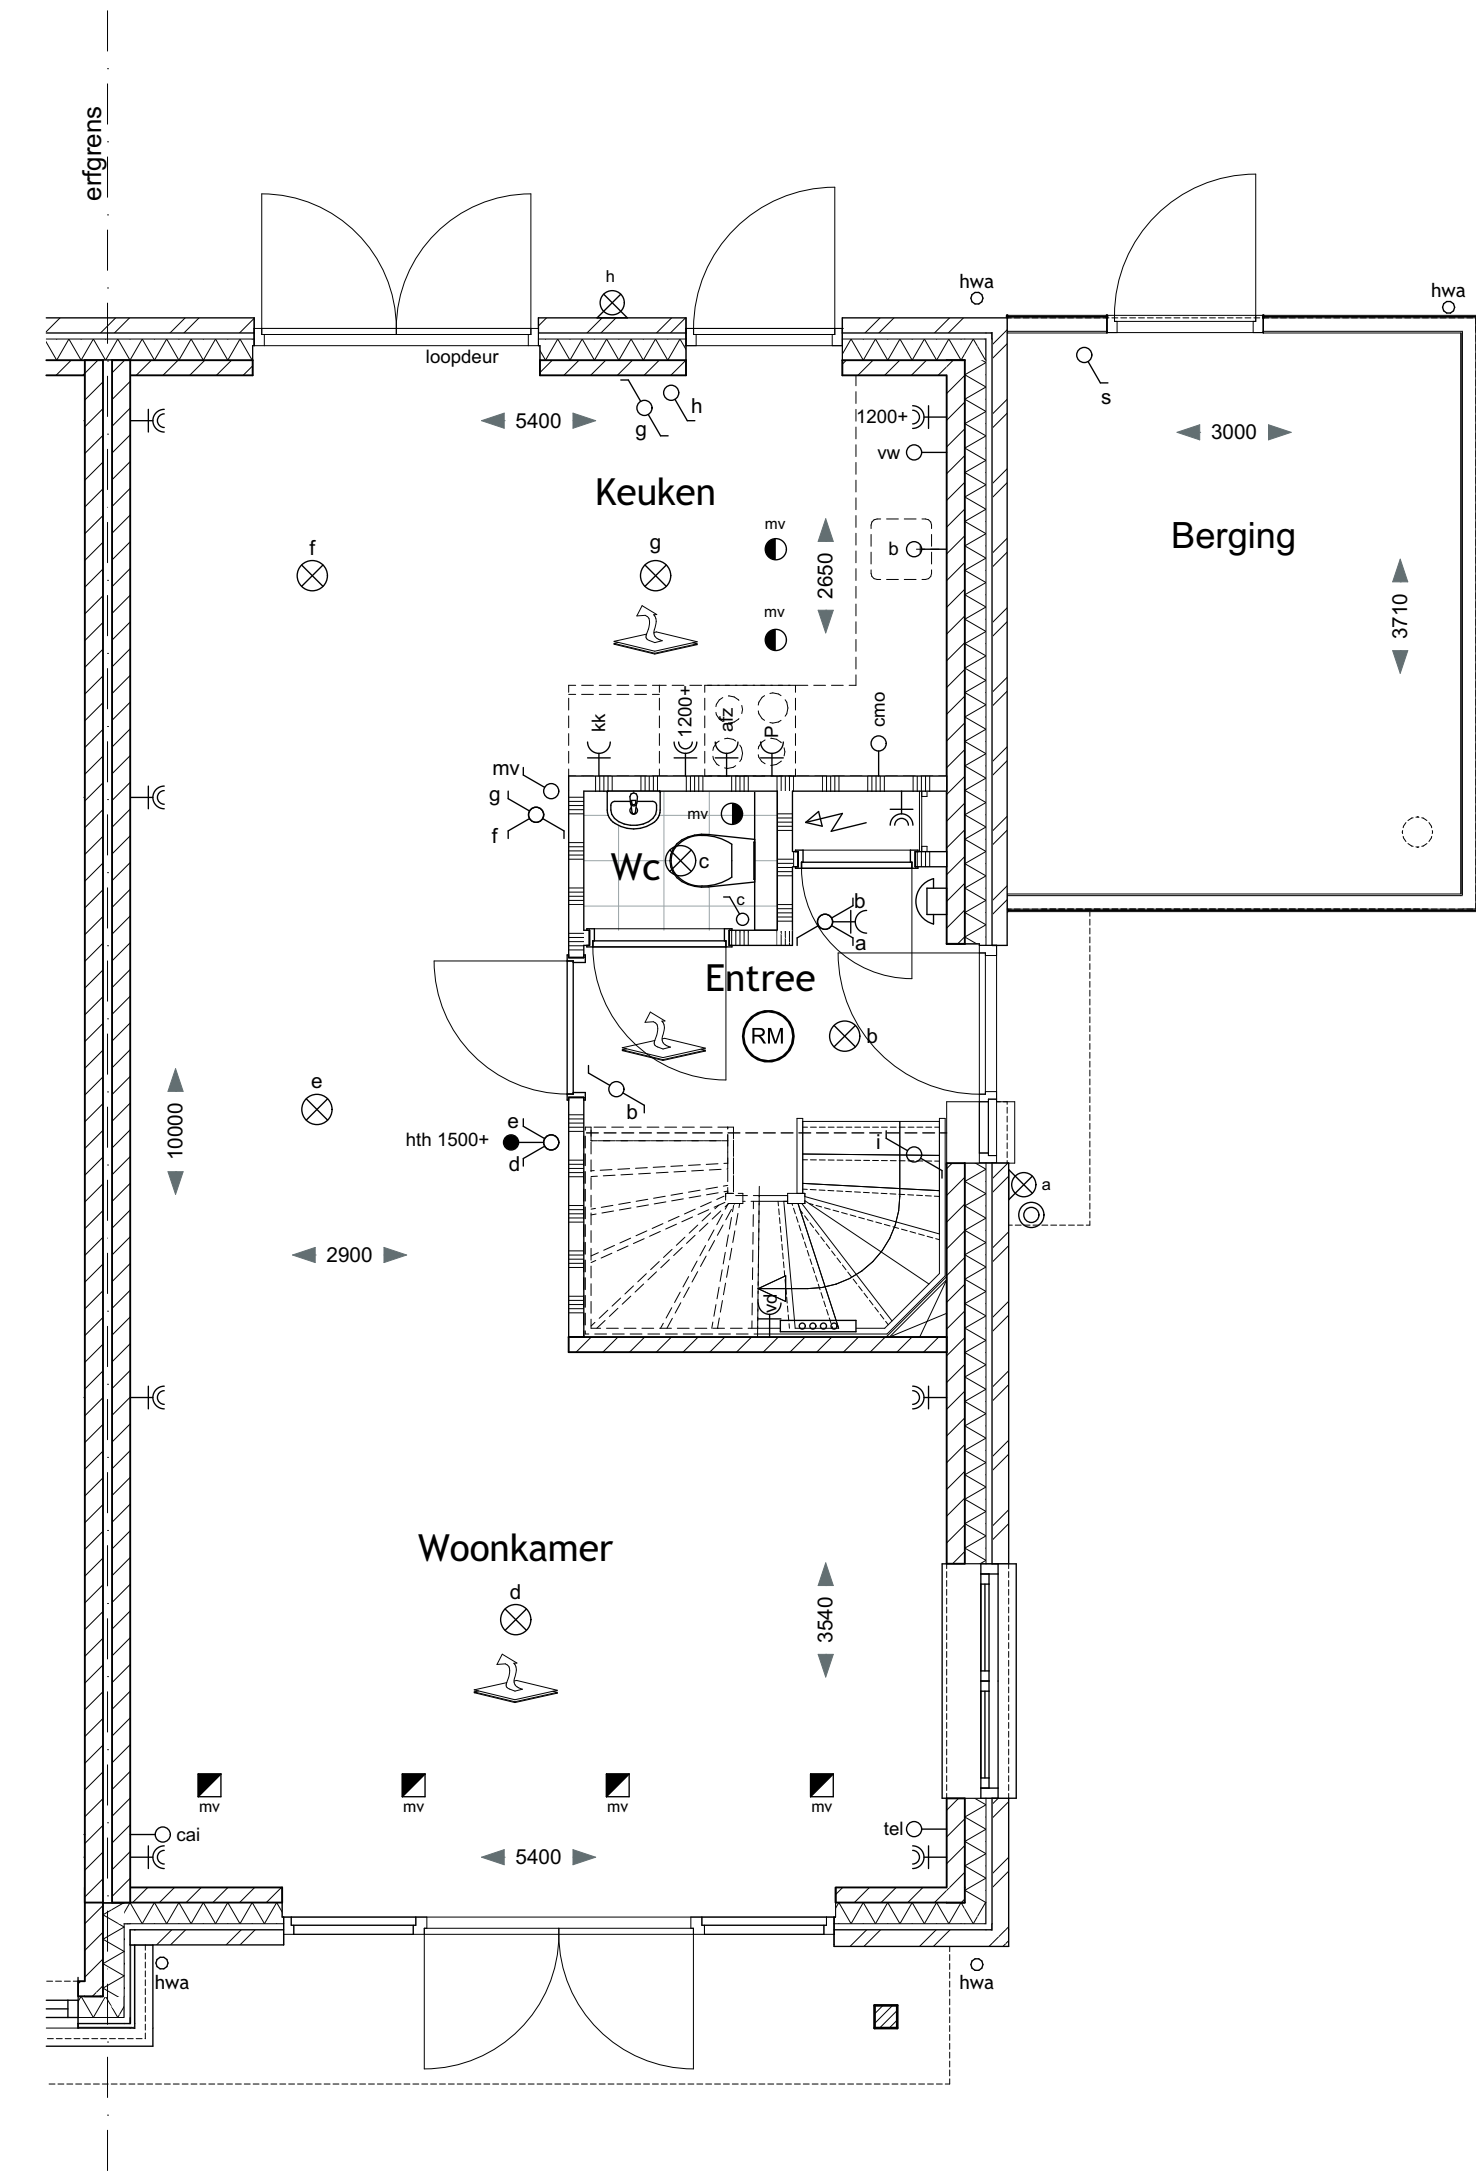 erfgrens
h
hwa
hwa
loopdeur
s
h
g
5400
1200+
vw
3000
Keuken
mv
f
g
b
Berging
2650
mv
3710
kk
1200+
afz
P
cmo
mv
g
f
mv
Wc
c
c
b
a
Entree
RM
b
e
b
10000
hth 1500+
e
d
i
a
2900
vd
Woonkamer
d
3540
mv
mv
mv
mv
cai
tel
5400
hwa
hwa